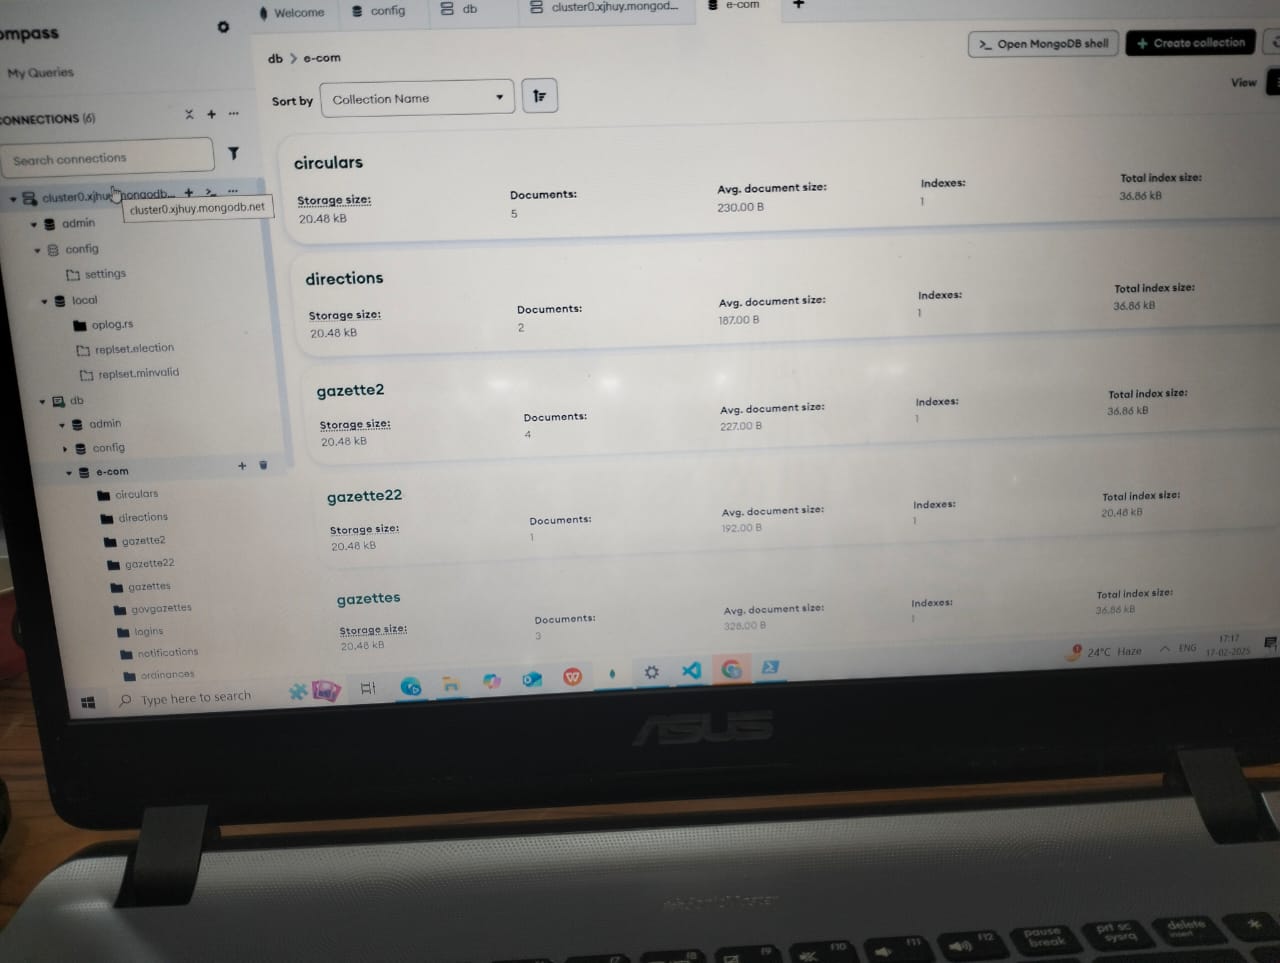 ompass
Welcome
config
db
cluster0.xjhuy.mongod...
e-com
+
My Queries
CONNECTIONS (6)
Search connections
cluster0.xjhuy.mongodb...
cluster0.xjhuy.mongodb.net
admin
config
settings
local
oplog.rs
replset.election
replset.minvalid
db
admin
config
e-com
circulars
directions
gazette2
gazette22
gazettes
govgazettes
logins
notifications
ordinances
db > e-com
>_ Open MongoDB shell
+ Create collection
Sort by
Collection Name
View
circulars
Storage size: Documents: Avg. document size: Indexes: Total index size:
20.48 kB 5 230.00 B 1 36.86 kB
directions
Storage size: Documents: Avg. document size: Indexes: Total index size:
20.48 kB 2 187.00 B 1 36.86 kB
gazette2
Storage size: Documents: Avg. document size: Indexes: Total index size:
20.48 kB 4 227.00 B 1 36.86 kB
gazette22
Storage size: Documents: Avg. document size: Indexes: Total index size:
20.48 kB 1 192.00 B 1 20.48 kB
gazettes
Storage size: Documents: Avg. document size: Indexes: Total index size:
20.48 kB 3 328.00 B 1 36.86 kB
Type here to search
24°C Haze
ENG
17:17
17-02-2025
ASUS
f9
f10
f11
f12
pause
break
prt sc
sysrq
delete
insert